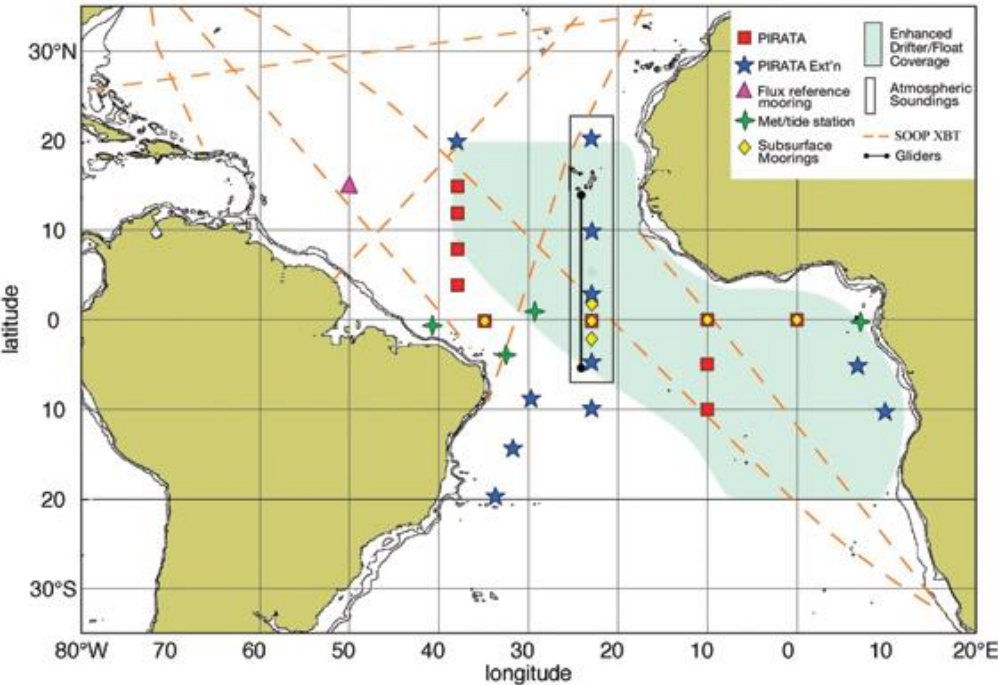 30°N
20
10
0
10
20
30°S
latitude
80°W
70
60
50
40
30
20
10
0
10
20°E
longitude
PIRATA
PIRATA Ext'n
Flux reference
mooring
Met/tide station
Subsurface
Moorings
Enhanced
Drifter/Float
Coverage
Atmospheric
Soundings
SOOP XBT
Gliders